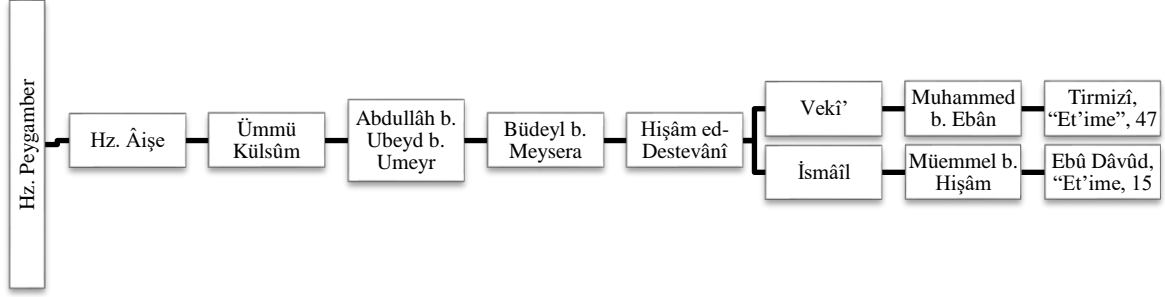 Hz. Peygamber
Hz. Âişe
Ümmü
Külsûm
Abdullâh b.
Ubeyd b.
Umeyr
Büdeyl b.
Meysera
Hişâm ed-
Destevânî
Vekî’
Muhammed
b. Ebân
Tirmizî,
“Et’ime”, 47
İsmâîl
Müemmel b.
Hişâm
Ebû Dâvûd,
“Et’ime, 15